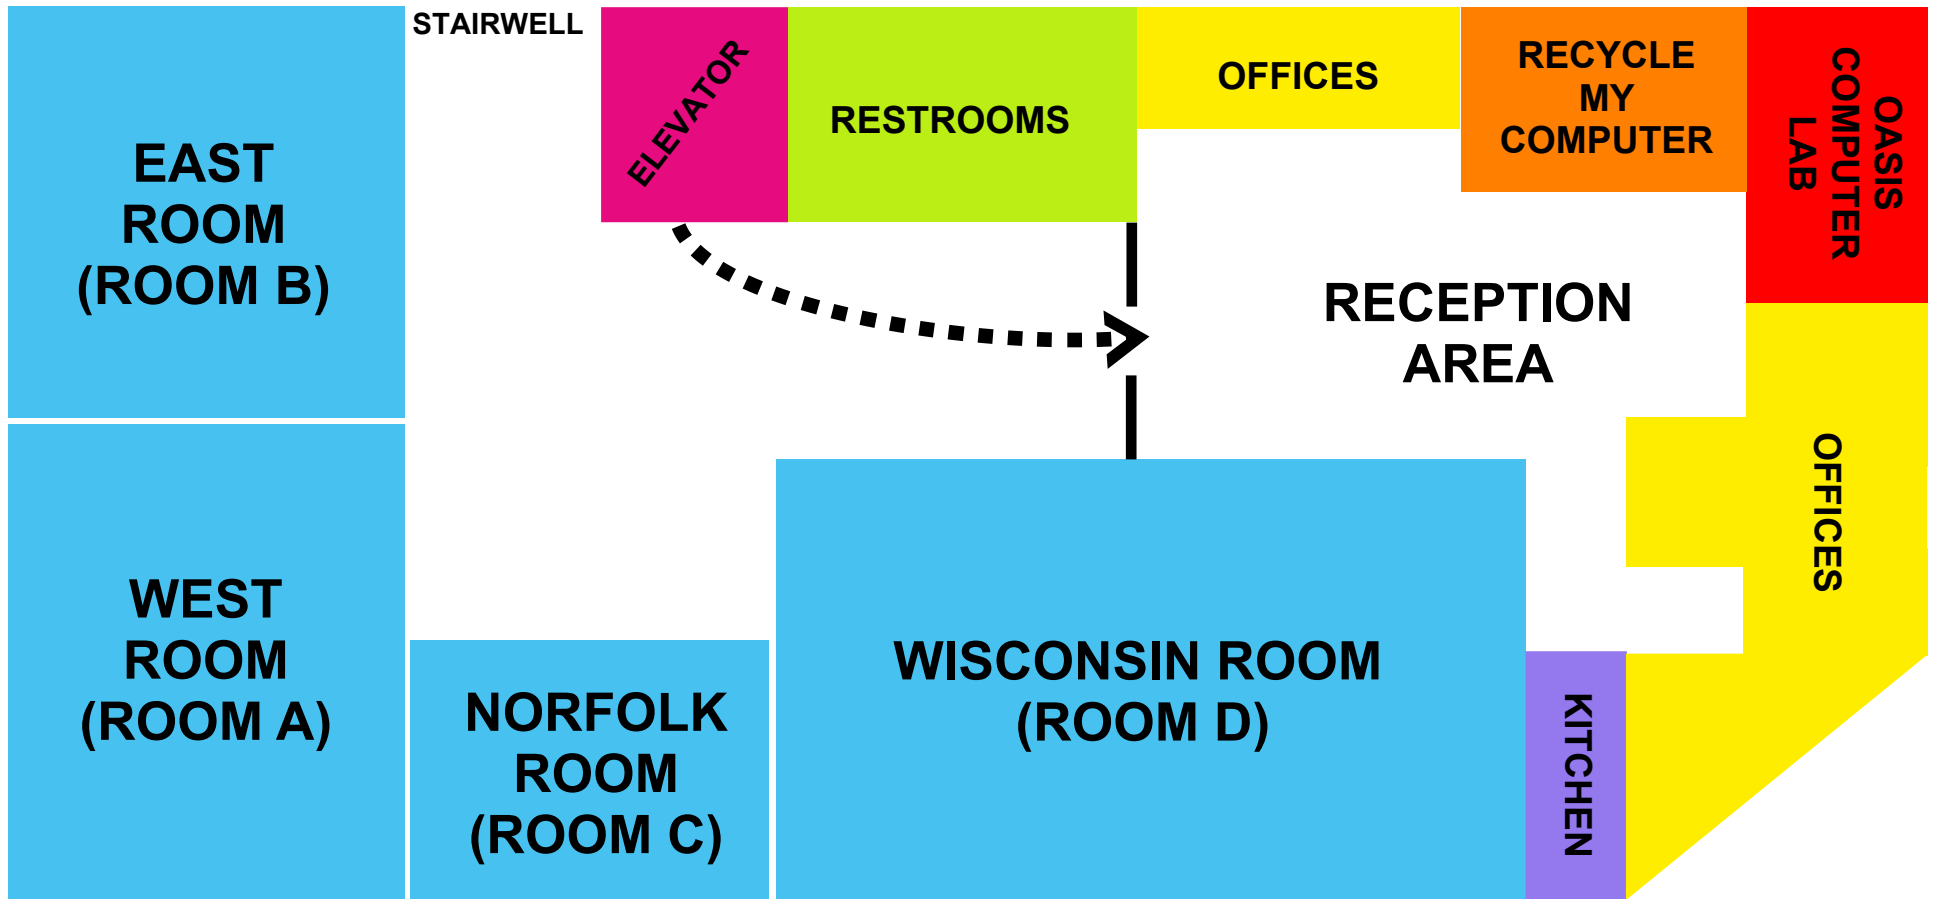 STAIRWELL
ELEVATOR
RESTROOMS
OFFICES
RECYCLE
MY
COMPUTER
OASIS
COMPUTER
LAB
EAST
ROOM
(ROOM B)
RECEPTION
AREA
OFFICES
WEST
ROOM
(ROOM A)
NORFOLK
ROOM
(ROOM C)
WISCONSIN ROOM
(ROOM D)
KITCHEN